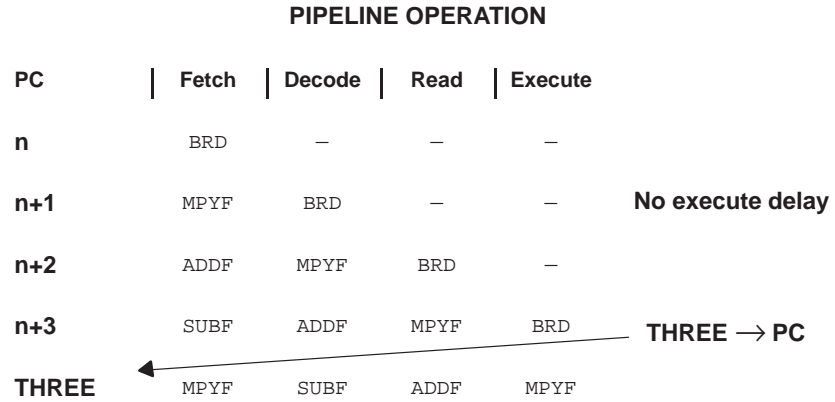 PIPELINE OPERATION
PC | Fetch | Decode | Read | Execute
n BRD – – –
n+1 MPYF BRD – – No execute delay
n+2 ADDF MPYF BRD –
n+3 SUBF ADDF MPYF BRD THREE → PC
THREE MPYF SUBF ADDF MPYF